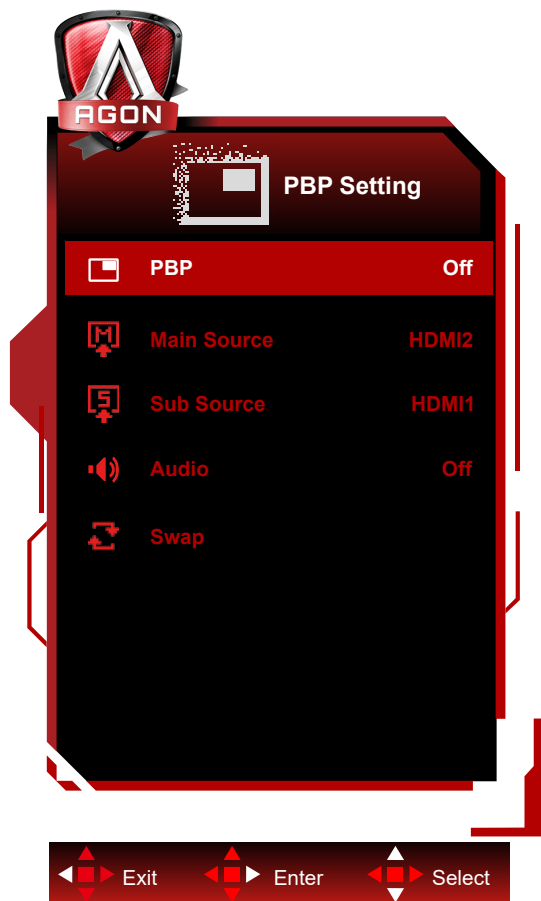 AGON
PBP Setting
PBP Off
Main Source HDMI2
Sub Source HDMI1
Audio Off
Swap
Exit Enter Select